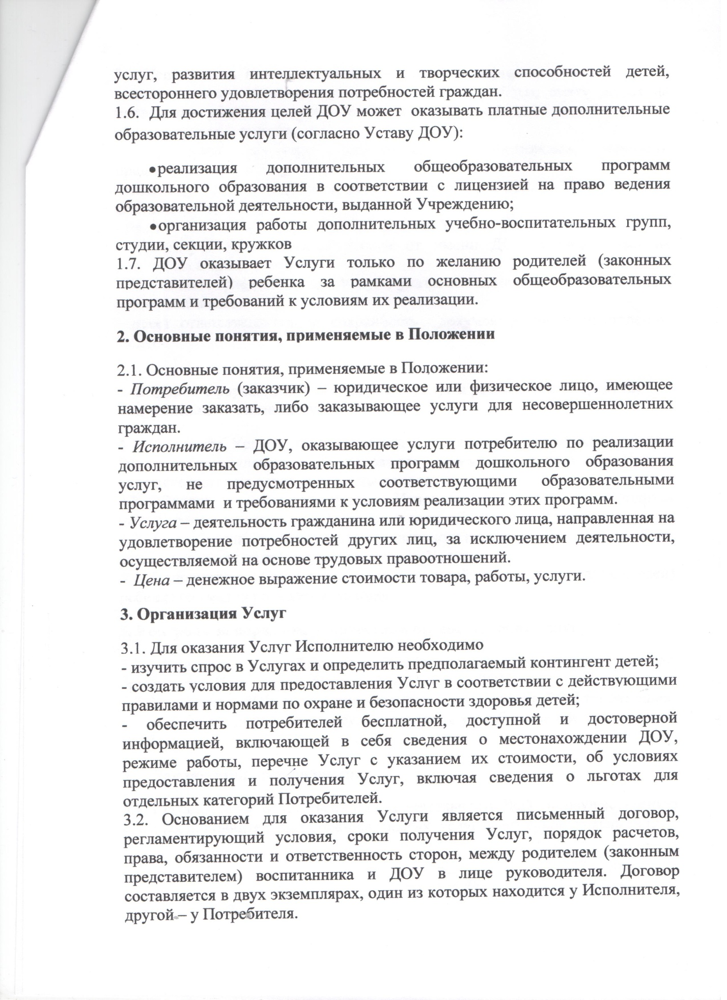 услуг, развития интеллектуальных и творческих способностей детей,
всестороннего удовлетворения потребностей граждан.
1.6. Для достижения целей ДОУ может оказывать платные дополнительные
образовательные услуги (согласно Уставу ДОУ):
•реализация дополнительных общеобразовательных программ
дошкольного образования в соответствии с лицензией на право ведения
образовательной деятельности, выданной Учреждению;
•организация работы дополнительных учебно-воспитательных групп,
студии, секции, кружков
1.7. ДОУ оказывает Услуги только по желанию родителей (законных
представителей) ребенка за рамками основных общеобразовательных
программ и требований к условиям их реализации.
2. Основные понятия, применяемые в Положении
2.1. Основные понятия, применяемые в Положении:
- Потребитель (заказчик) – юридическое или физическое лицо, имеющее
намерение заказать, либо заказывающее услуги для несовершеннолетних
граждан.
- Исполнитель – ДОУ, оказывающее услуги потребителю по реализации
дополнительных образовательных программ дошкольного образования
услуг, не предусмотренных соответствующими образовательными
программами и требованиями к условиям реализации этих программ.
- Услуга – деятельность гражданина или юридического лица, направленная на
удовлетворение потребностей других лиц, за исключением деятельности,
осуществляемой на основе трудовых правоотношений.
- Цена – денежное выражение стоимости товара, работы, услуги.
3. Организация Услуг
3.1. Для оказания Услуг Исполнителю необходимо
- изучить спрос в Услугах и определить предполагаемый контингент детей;
- создать условия для предоставления Услуг в соответствии с действующими
правилами и нормами по охране и безопасности здоровья детей;
- обеспечить потребителей бесплатной, доступной и достоверной
информацией, включающей в себя сведения о местонахождении ДОУ,
режиме работы, перечне Услуг с указанием их стоимости, об условиях
предоставления и получения Услуг, включая сведения о льготах для
отдельных категорий Потребителей.
3.2. Основанием для оказания Услуги является письменный договор,
регламентирующий условия, сроки получения Услуг, порядок расчетов,
права, обязанности и ответственность сторон, между родителем (законным
представителем) воспитанника и ДОУ в лице руководителя. Договор
составляется в двух экземплярах, один из которых находится у Исполнителя,
другой – у Потребителя.